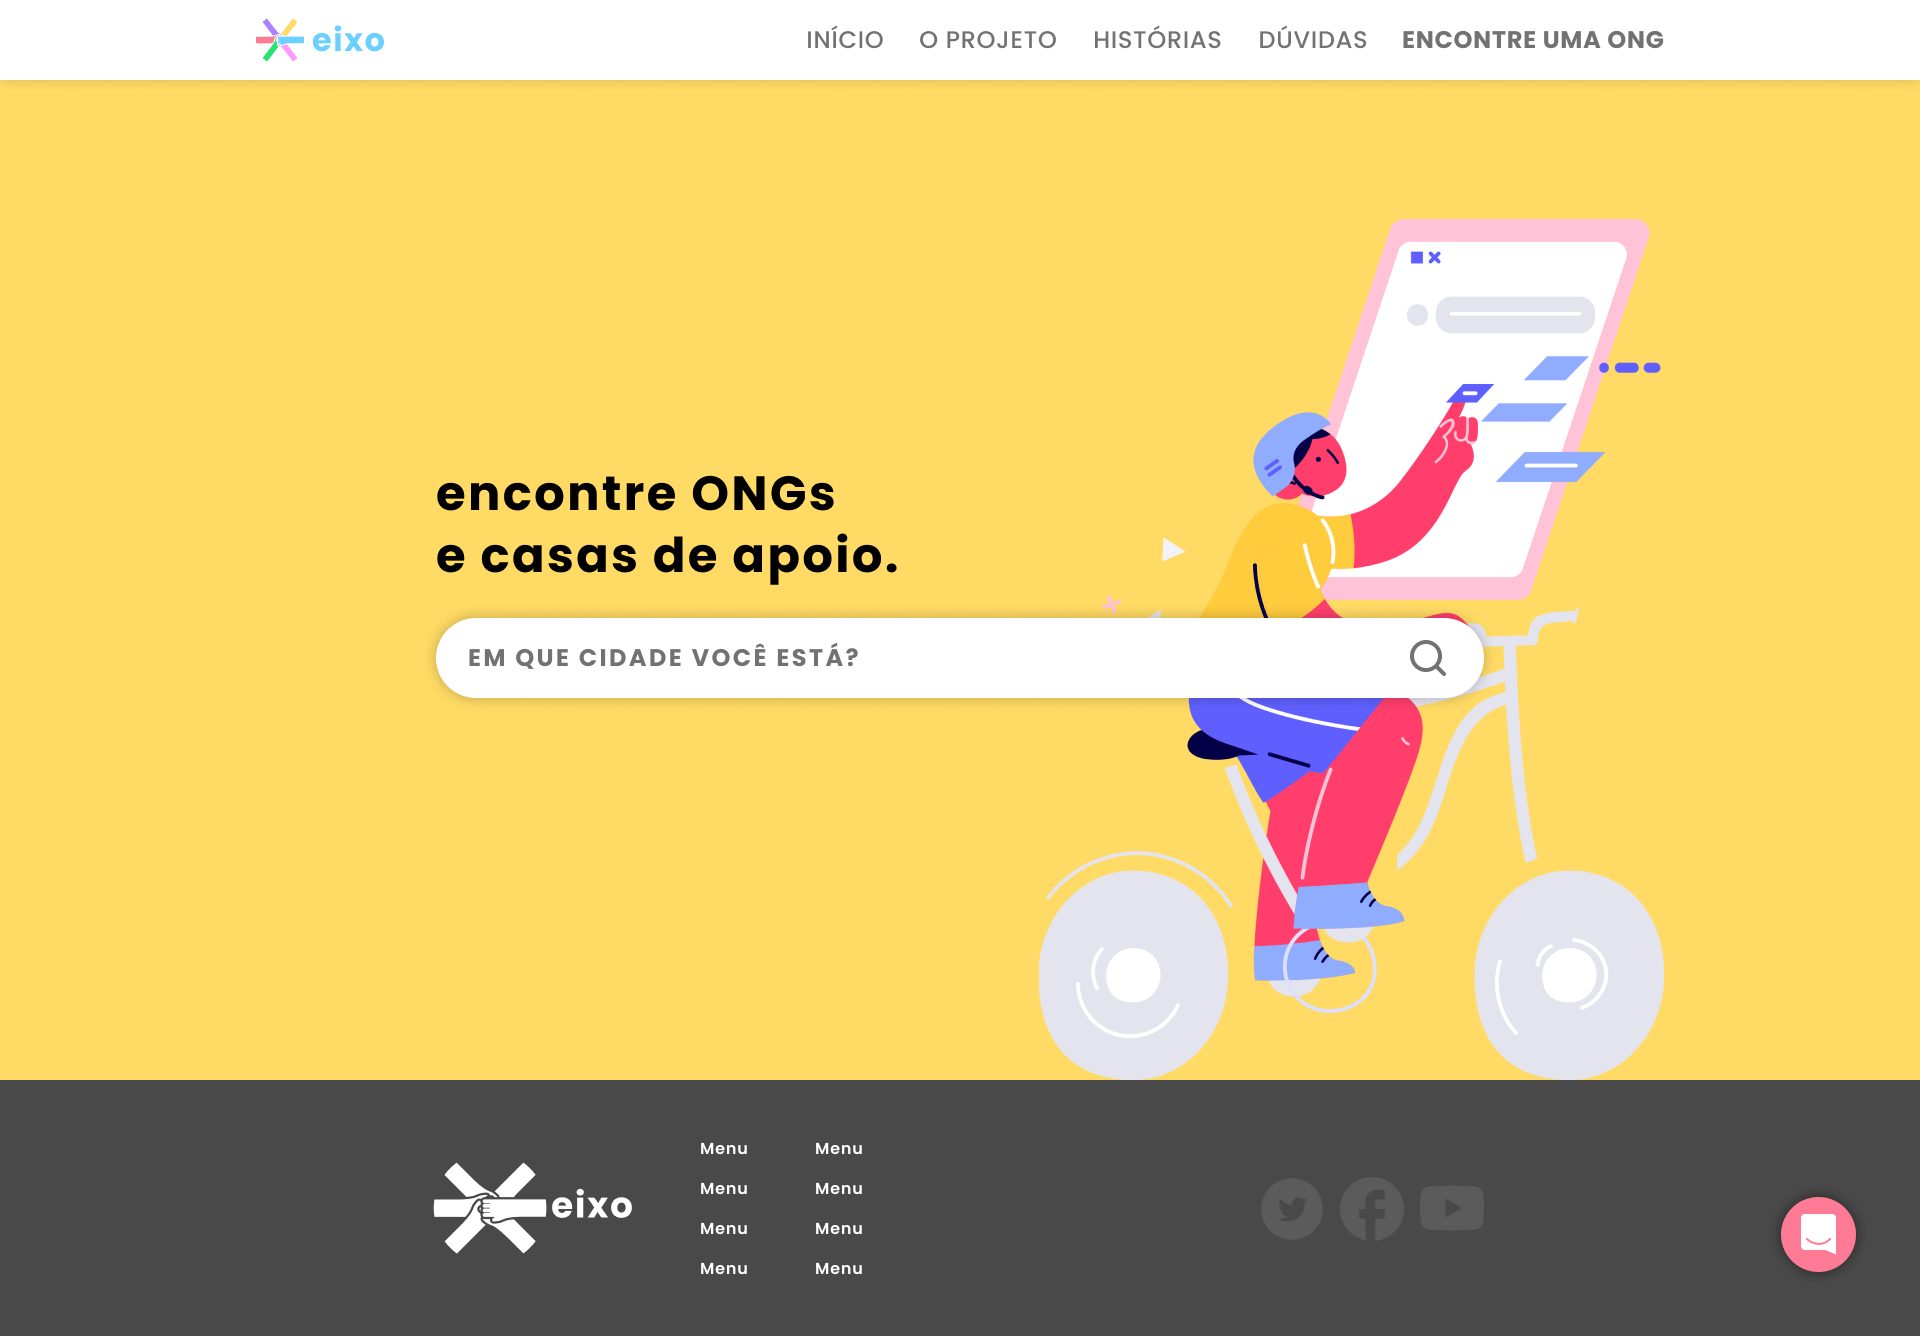 eixo
INÍCIO O PROJETO HISTÓRIAS DÚVIDAS ENCONTRE UMA ONG
encontre ONGs
e casas de apoio.
EM QUE CIDADE VOCÊ ESTÁ?
eixo
Menu Menu
Menu Menu
Menu Menu
Menu Menu